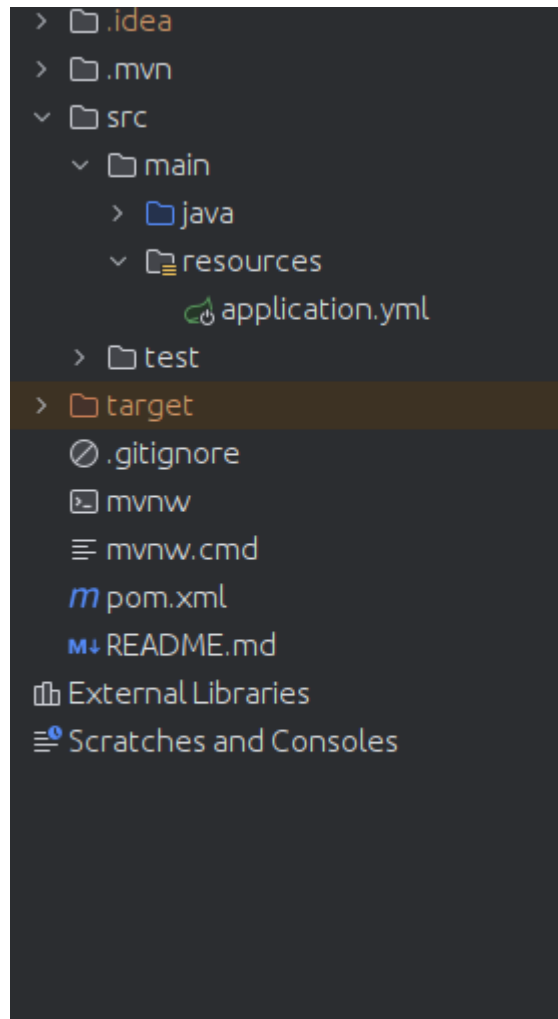 .idea
.mvn
src
main
java
resources
application.yml
test
target
.gitignore
mvnw
mvnw.cmd
m pom.xml
M↓ README.md
External Libraries
Scratches and Consoles